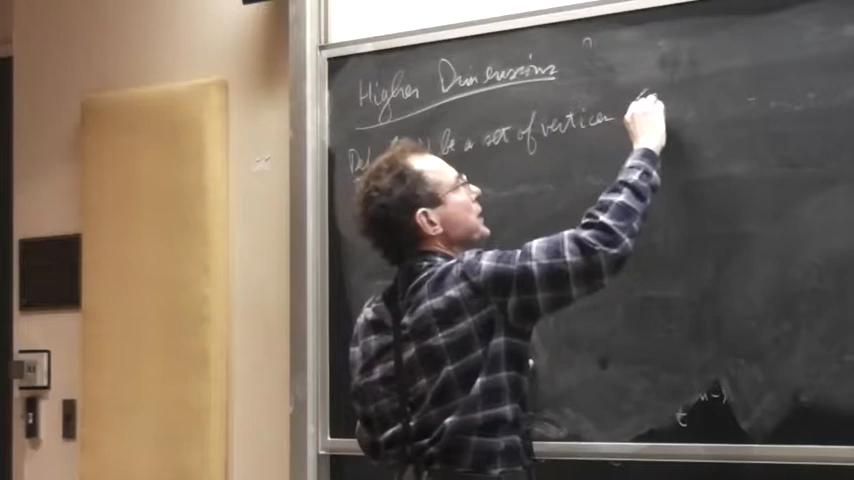 Higher Dimensions
be a set of vertices
t